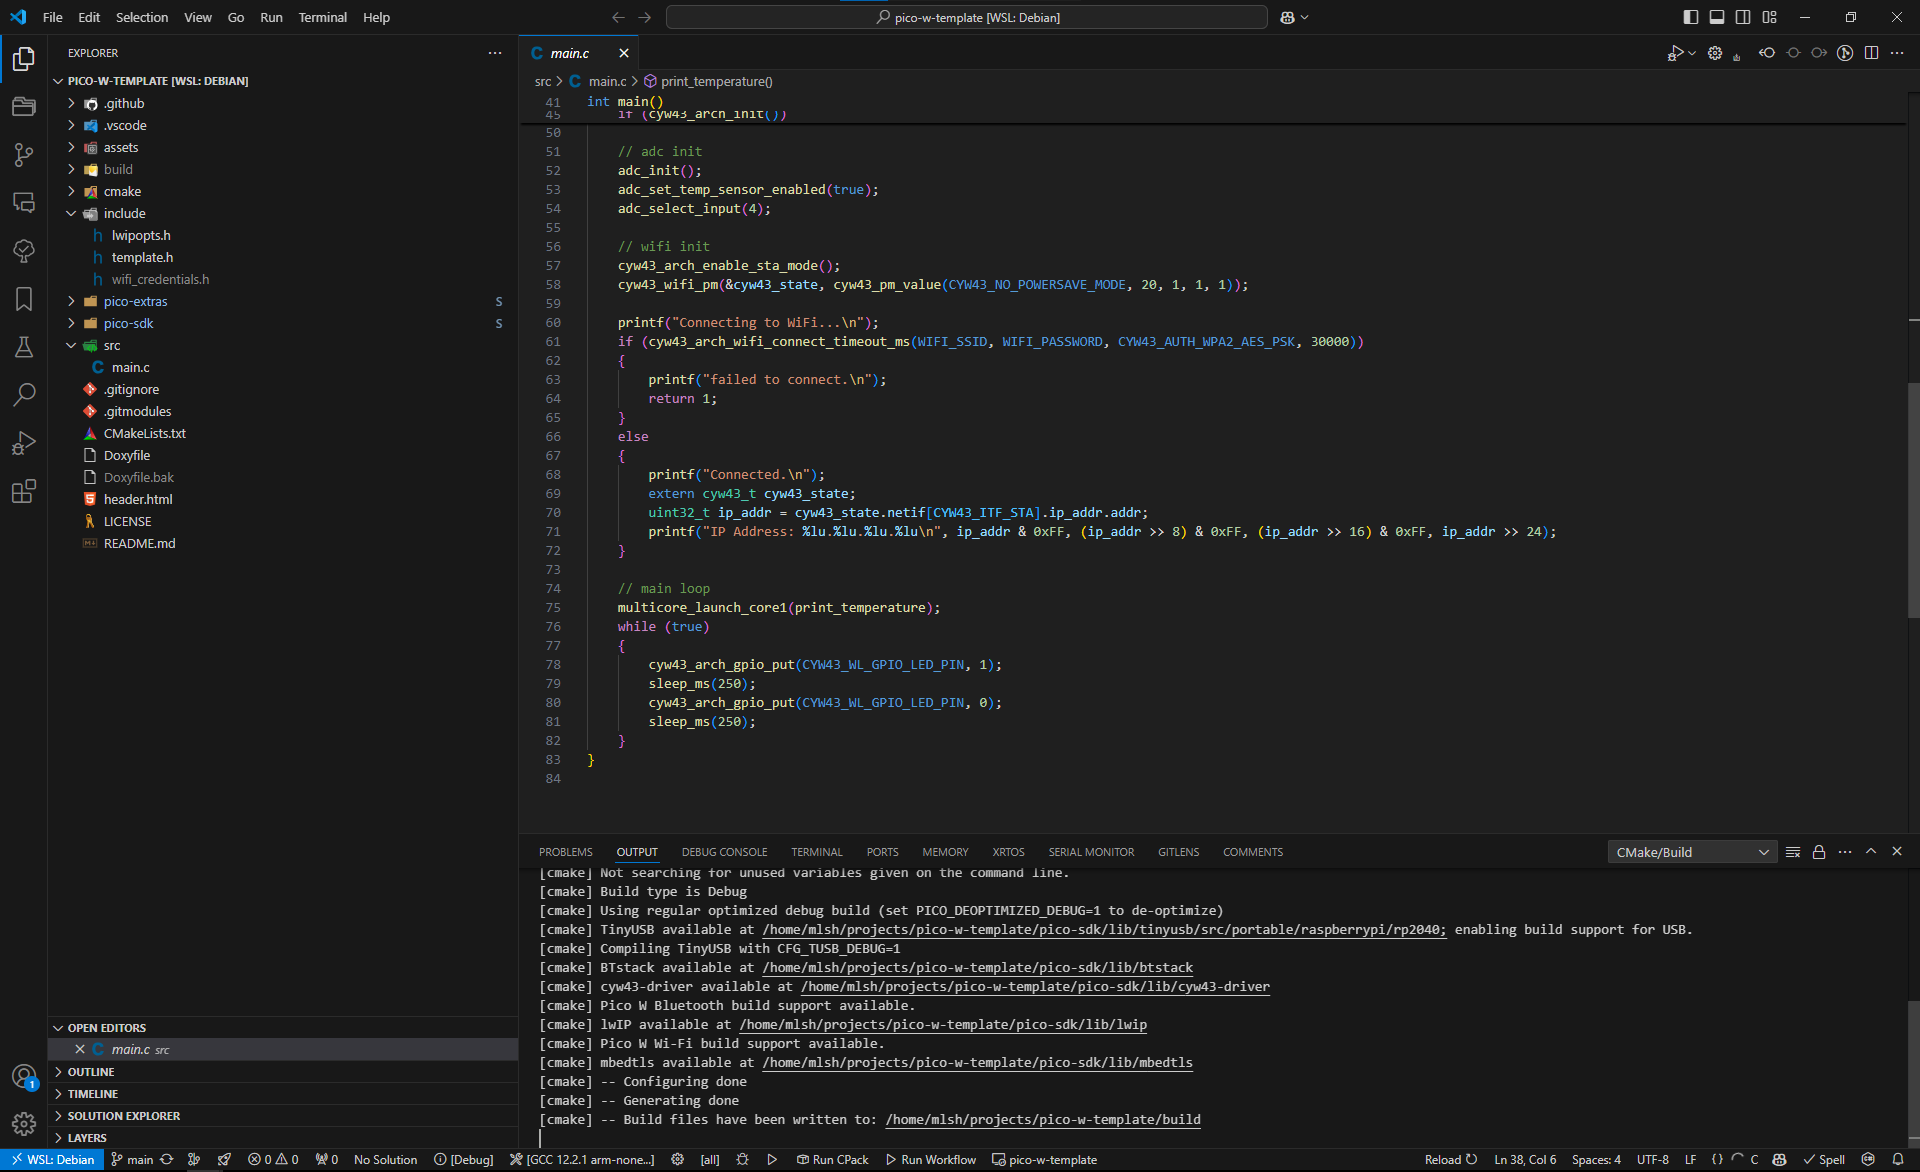 File Edit Selection View Go Run Terminal Help
pico-w-template [WSL: Debian]
EXPLORER
PICO-W-TEMPLATE [WSL: DEBIAN]
.github
.vscode
assets
build
cmake
include
lwipopts.h
template.h
wifi_credentials.h
pico-extras S
pico-sdk S
src
main.c
.gitignore
.gitmodules
CMakeLists.txt
Doxyfile
Doxyfile.bak
header.html
LICENSE
README.md
OPEN EDITORS
main.c src
OUTLINE
TIMELINE
SOLUTION EXPLORER
LAYERS
1
main.c
src > main.c > print_temperature()
41 int main()
45 if (cyw43_arch_init())
50
51 // adc init
52 adc_init();
53 adc_set_temp_sensor_enabled(true);
54 adc_select_input(4);
55
56 // wifi init
57 cyw43_arch_enable_sta_mode();
58 cyw43_wifi_pm(&cyw43_state, cyw43_pm_value(CYW43_NO_POWERSAVE_MODE, 20, 1, 1, 1));
59
60 printf("Connecting to WiFi...\n");
61 if (cyw43_arch_wifi_connect_timeout_ms(WIFI_SSID, WIFI_PASSWORD, CYW43_AUTH_WPA2_AES_PSK, 30000))
62 {
63 printf("failed to connect.\n");
64 return 1;
65 }
66 else
67 {
68 printf("Connected.\n");
69 extern cyw43_t cyw43_state;
70 uint32_t ip_addr = cyw43_state.netif[CYW43_ITF_STA].ip_addr.addr;
71 printf("IP Address: %lu.%lu.%lu.%lu\n", ip_addr & 0xFF, (ip_addr >> 8) & 0xFF, (ip_addr >> 16) & 0xFF, ip_addr >> 24);
72 }
73
74 // main loop
75 multicore_launch_core1(print_temperature);
76 while (true)
77 {
78 cyw43_arch_gpio_put(CYW43_WL_GPIO_LED_PIN, 1);
79 sleep_ms(250);
80 cyw43_arch_gpio_put(CYW43_WL_GPIO_LED_PIN, 0);
81 sleep_ms(250);
82 }
83 }
84
PROBLEMS OUTPUT DEBUG CONSOLE TERMINAL PORTS MEMORY XRTOS SERIAL MONITOR GITLENS COMMENTS
CMake/Build
[cmake] Not searching for unused variables given on the command line.
[cmake] Build type is Debug
[cmake] Using regular optimized debug build (set PICO_DEOPTIMIZED_DEBUG=1 to de-optimize)
[cmake] TinyUSB available at /home/mlsh/projects/pico-w-template/pico-sdk/lib/tinyusb/src/portable/raspberrypi/rp2040; enabling build support for USB.
[cmake] Compiling TinyUSB with CFG_TUSB_DEBUG=1
[cmake] BTstack available at /home/mlsh/projects/pico-w-template/pico-sdk/lib/btstack
[cmake] cyw43-driver available at /home/mlsh/projects/pico-w-template/pico-sdk/lib/cyw43-driver
[cmake] Pico W Bluetooth build support available.
[cmake] lwIP available at /home/mlsh/projects/pico-w-template/pico-sdk/lib/lwip
[cmake] Pico W Wi-Fi build support available.
[cmake] mbedtls available at /home/mlsh/projects/pico-w-template/pico-sdk/lib/mbedtls
[cmake] -- Configuring done
[cmake] -- Generating done
[cmake] -- Build files have been written to: /home/mlsh/projects/pico-w-template/build
WSL: Debian main 0 0 0 No Solution [Debug] [GCC 12.2.1 arm-none...] [all] Run CPack Run Workflow pico-w-template Reload Ln 38, Col 6 Spaces: 4 UTF-8 LF {} C Spell